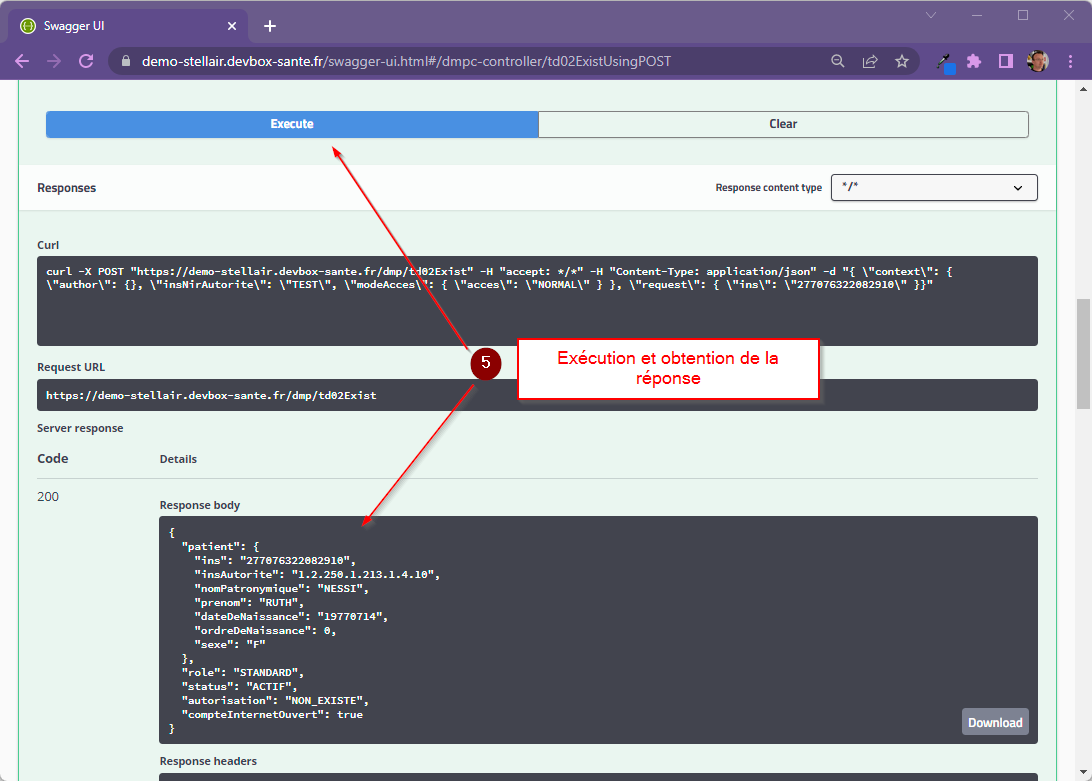 Swagger UI
demo-stellair.devbox-sante.fr/swagger-ui.html#/dmpc-controller/td02ExistUsingPOST
Execute
Clear
Responses
Response content type
*/*
Curl
curl -X POST "https://demo-stellair.devbox-sante.fr/dmp/td02Exist" -H "accept: */*" -H "Content-Type: application/json" -d "{ \"context\": {
\"author\": {}, \"insNirAutorite\": \"TEST\", \"modeAcces\": { \"acces\": \"NORMAL\" } }, \"request\": { \"ins\": \"277076322082910\" }}"
5
Exécution et obtention de la
réponse
Request URL
https://demo-stellair.devbox-sante.fr/dmp/td02Exist
Server response
Code
Details
200
Response body
{
"patient": {
"ins": "277076322082910",
"insAutorite": "1.2.250.1.213.1.4.10",
"nomPatronymique": "NESSI",
"prenom": "RUTH",
"dateDeNaissance": "19770714",
"ordreDeNaissance": 0,
"sexe": "F"
},
"role": "STANDARD",
"status": "ACTIF",
"autorisation": "NON_EXISTE",
"compteInternetOuvert": true
}
Download
Response headers